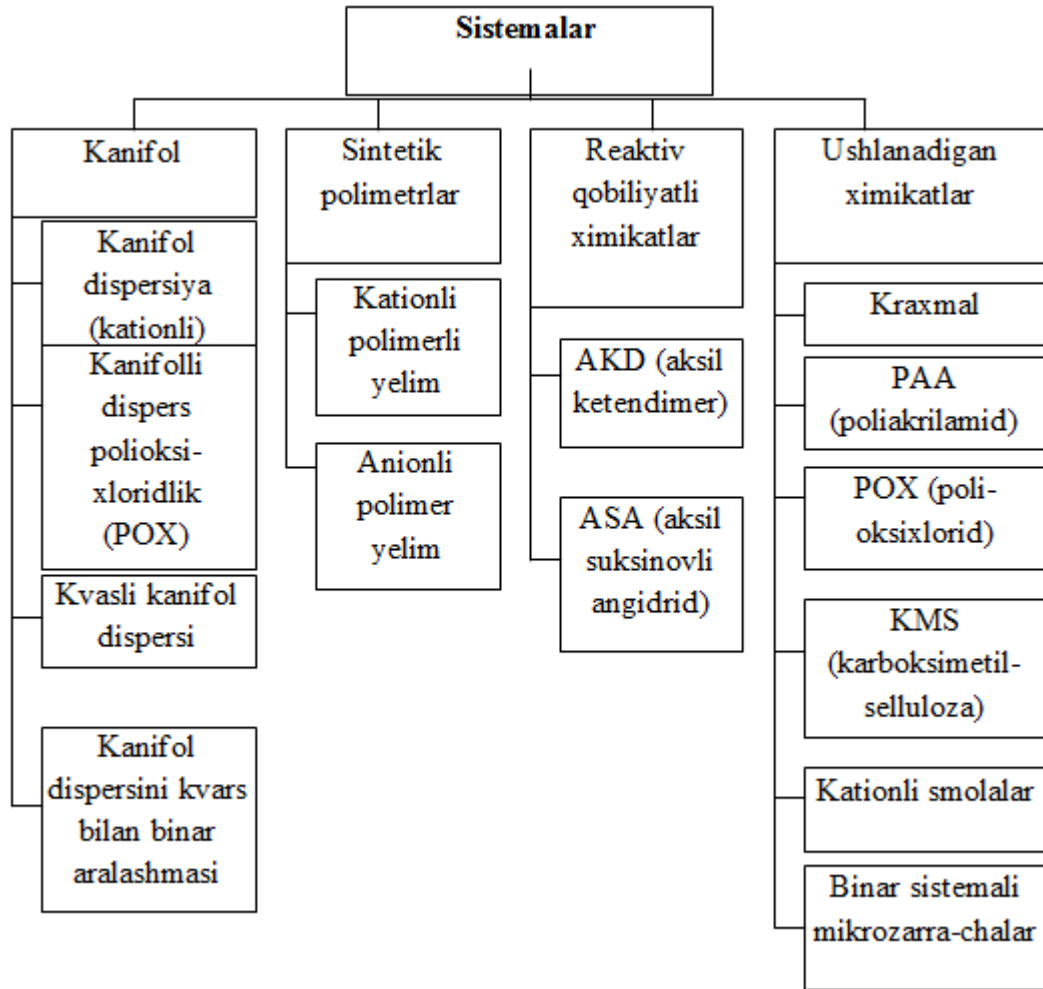 Sistemalar
Kanifol
Kanifol
dispersiya
(kationli)
Kanifolli
dispers
polioksi-
xloridlik
(POX)
Kvasli kanifol
dispersi
Kanifol
dispersini kvars
bilan binar
aralashmasi
Sintetik
polimetrlar
Kationli
polimerli
yelim
Anionli
polimer
yelim
Reaktiv
qobiliyatli
ximikatlar
AKD (aksil
ketendimer)
ASA (aksil
suksinovli
angidrid)
Ushlanadigan
ximikatlar
Kraxmal
PAA
(poliakrilamid)
POX (poli-
oksixlorid)
KMS
(karboksimetil-
selluloza)
Kationli smolalar
Binar sistemali
mikrozarra-chalar